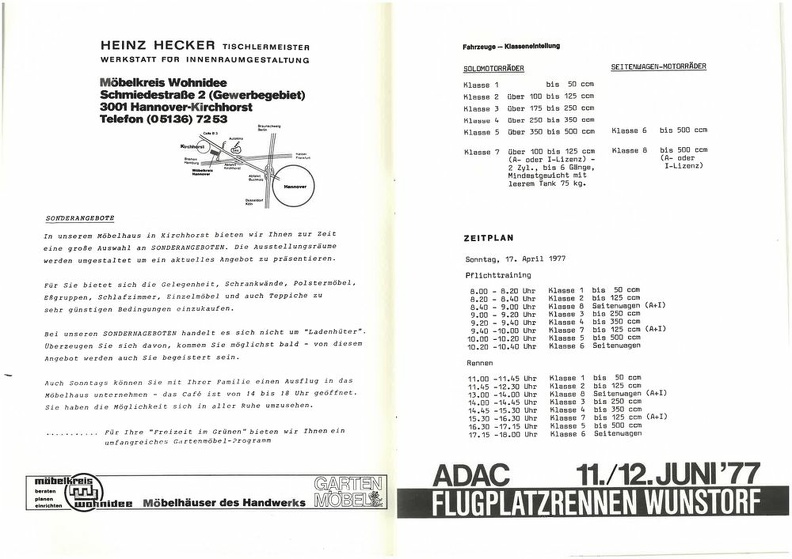 HEINZ HECKER TISCHLERMEISTER
WERKSTATT FÜR INNENRAUMGESTALTUNG
Möbelkreis Wohnidee
Schmiedestraße 2 (Gewerbegebiet)
3001 Hannover-Kirchhorst
Telefon (05136) 7253
Braunschweig
Berlin
Kirchhorst
Möbelkreis
Hannover
Hannover
SONDERANGEBOTE
In unserem Möbelhaus in Kirchhorst bieten wir Ihnen zur Zeit
eine große Auswahl an SONDERANGEBOTEN. Die Ausstellungsräume
werden umgestaltet um ein aktuelles Angebot zu präsentieren.
Für Sie bietet sich die Gelegenheit, Schrankwände, Polstermöbel,
Eßgruppen, Schlafzimmer, Einzelmöbel und auch Teppiche zu
sehr günstigen Bedingungen einzukaufen.
Bei unseren SONDERNAGEBOTEN handelt es sich nicht um "Ladenhüter".
Überzeugen Sie sich davon, kommen Sie möglichst bald - von diesem
Angebot werden auch Sie begeistert sein.
Auch Sonntags können Sie mit Ihrer Familie einen Ausflug in das
Möbelhaus unternehmen - das Café ist von 14 bis 18 Uhr geöffnet.
Sie haben die Möglichkeit sich in aller Ruhe umzusehen.
........... Für Ihre "Freizeit im Grünen" bieten wir Ihnen ein
umfangreiches Gartenmöbel-Programm
möbelkreis
beraten
planen
einrichten
wohnidee
Möbelhäuser des Handwerks
GARTEN
MÖBEL
Fahrzeuge – Klasseneinteilung
SOLOMOTORRÄDER SEITENWAGEN-MOTORRÄDER
Klasse 1 bis 50 ccm
Klasse 2 über 100 bis 125 ccm
Klasse 3 über 175 bis 250 ccm
Klasse 4 über 250 bis 350 ccm
Klasse 5 über 350 bis 500 ccm Klasse 6 bis 500 ccm
Klasse 7 über 100 bis 125 ccm Klasse 8 bis 500 ccm
(A- oder I-Lizenz) - (A- oder
2 Zyl., bis 6 Gänge, I-Lizenz)
Mindestgewicht mit
leerem Tank 75 kg.
ZEITPLAN
Sonntag, 17. April 1977
Pflichttraining
8.00 - 8.20 Uhr Klasse 1 bis 50 ccm
8.20 - 8.40 Uhr Klasse 2 bis 125 ccm
8.40 - 9.00 Uhr Klasse 8 Seitenwagen (A+I)
9.00 - 9.20 Uhr Klasse 3 bis 250 ccm
9.20 - 9.40 Uhr Klasse 4 bis 350 ccm
9.40 - 10.00 Uhr Klasse 7 bis 125 ccm (A+I)
10.00 - 10.20 Uhr Klasse 5 bis 500 ccm
10.20 - 10.40 Uhr Klasse 6 Seitenwagen
Rennen
11.00 - 11.45 Uhr Klasse 1 bis 50 ccm
11.45 - 12.30 Uhr Klasse 2 bis 125 ccm
13.00 - 14.00 Uhr Klasse 8 Seitenwagen (A+I)
14.00 - 14.45 Uhr Klasse 3 bis 250 ccm
14.45 - 15.30 Uhr Klasse 4 bis 350 ccm
15.30 - 16.30 Uhr Klasse 7 bis 125 ccm (A+I)
16.30 - 17.15 Uhr Klasse 5 bis 500 ccm
17.15 - 18.00 Uhr Klasse 6 Seitenwagen
ADAC 11./12. JUNI '77
FLUGPLATZRENNEN WUNSTORF